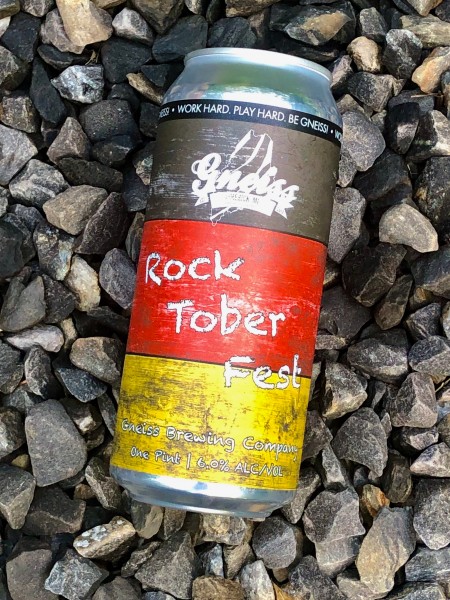 GNEISS! • WORK HARD. PLAY HARD. BE GNEISS! •
Gneiss
Rock
Tober
Fest
Gneiss Brewing Company
One Pint | 6.0% ALC/VOL